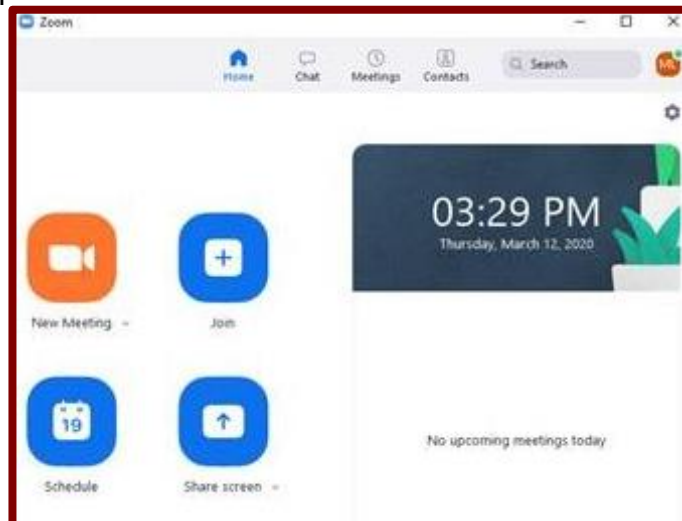 Zoom
Home Chat Meetings Contacts Search ML
03:29 PM
Thursday, March 12, 2020
New Meeting Join
19
Schedule Share screen
No upcoming meetings today